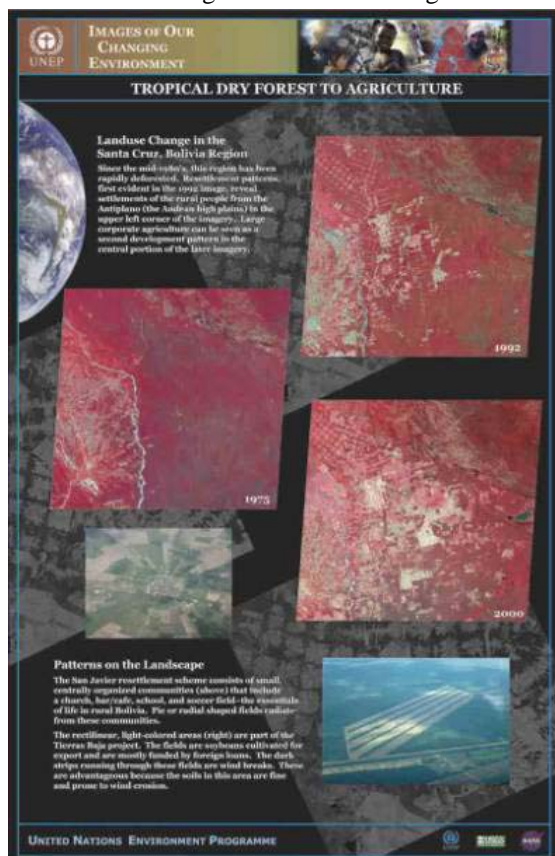 IMAGES OF OUR
CHANGING
ENVIRONMENT
UNEP
TROPICAL DRY FOREST TO AGRICULTURE
Landuse Change in the
Santa Cruz, Bolivia Region
Since the mid-1980's, this region has been
rapidly deforested. Resettlement patterns,
first evident in the 1992 image, reveal
settlements of the rural people from the
Antiplano (the Andean high plains) in the
upper left corner of the imagery. Large
corporate agriculture can be seen as a
second development pattern in the
central portion of the later imagery.
1992
1975
2000
Patterns on the Landscape
The San Javier resettlement scheme consists of small
centrally organized communities (above) that include
a church, bar/cafe, school, and soccer field-the essentials
of life in rural Bolivia. Pie or radial shaped fields radiate
from these communities.
The rectilinear, light-colored areas (right) are part of the
Tierras Baja project. The fields are soybeans cultivated for
export and are mostly funded by foreign loans. The dark
strips running through these fields are wind breaks. These
are advantageous because the soils in this area are fine
and prone to wind erosion.
UNITED NATIONS ENVIRONMENT PROGRAMME
USGS
NASA